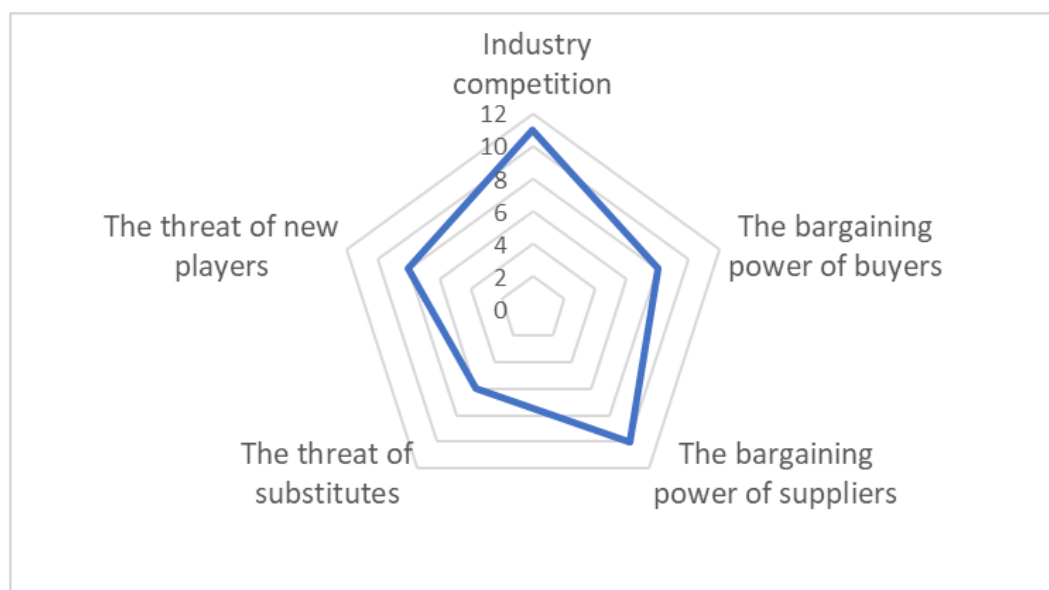 Industry
competition
12
10
8
6
4
2
0
The threat of new
players
The bargaining
power of buyers
The threat of
substitutes
The bargaining
power of suppliers